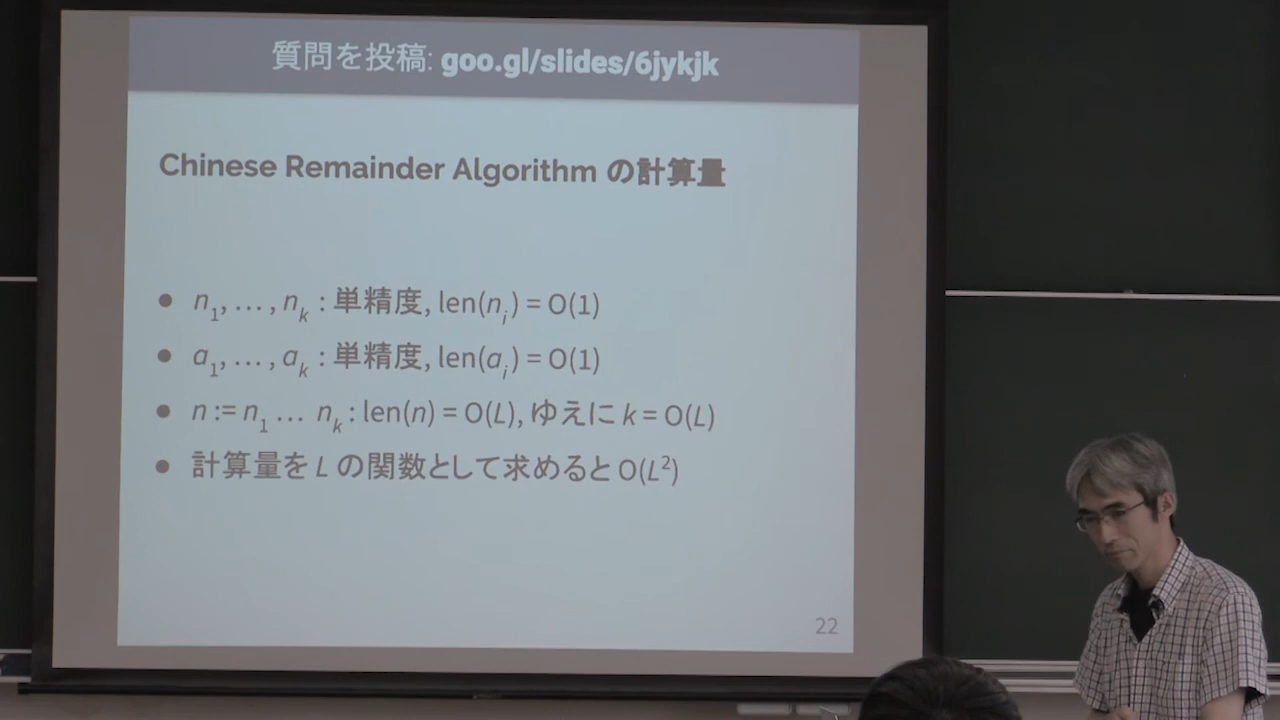 質問を投稿: goo.gl/slides/6jykjk
Chinese Remainder Algorithm の計算量
● n₁, … , nₖ : 単精度, len(nᵢ) = O(1)
● a₁, … , aₖ : 単精度, len(aᵢ) = O(1)
● n := n₁ … nₖ : len(n) = O(L), ゆえに k = O(L)
● 計算量を L の関数として求めると O(L²)
22